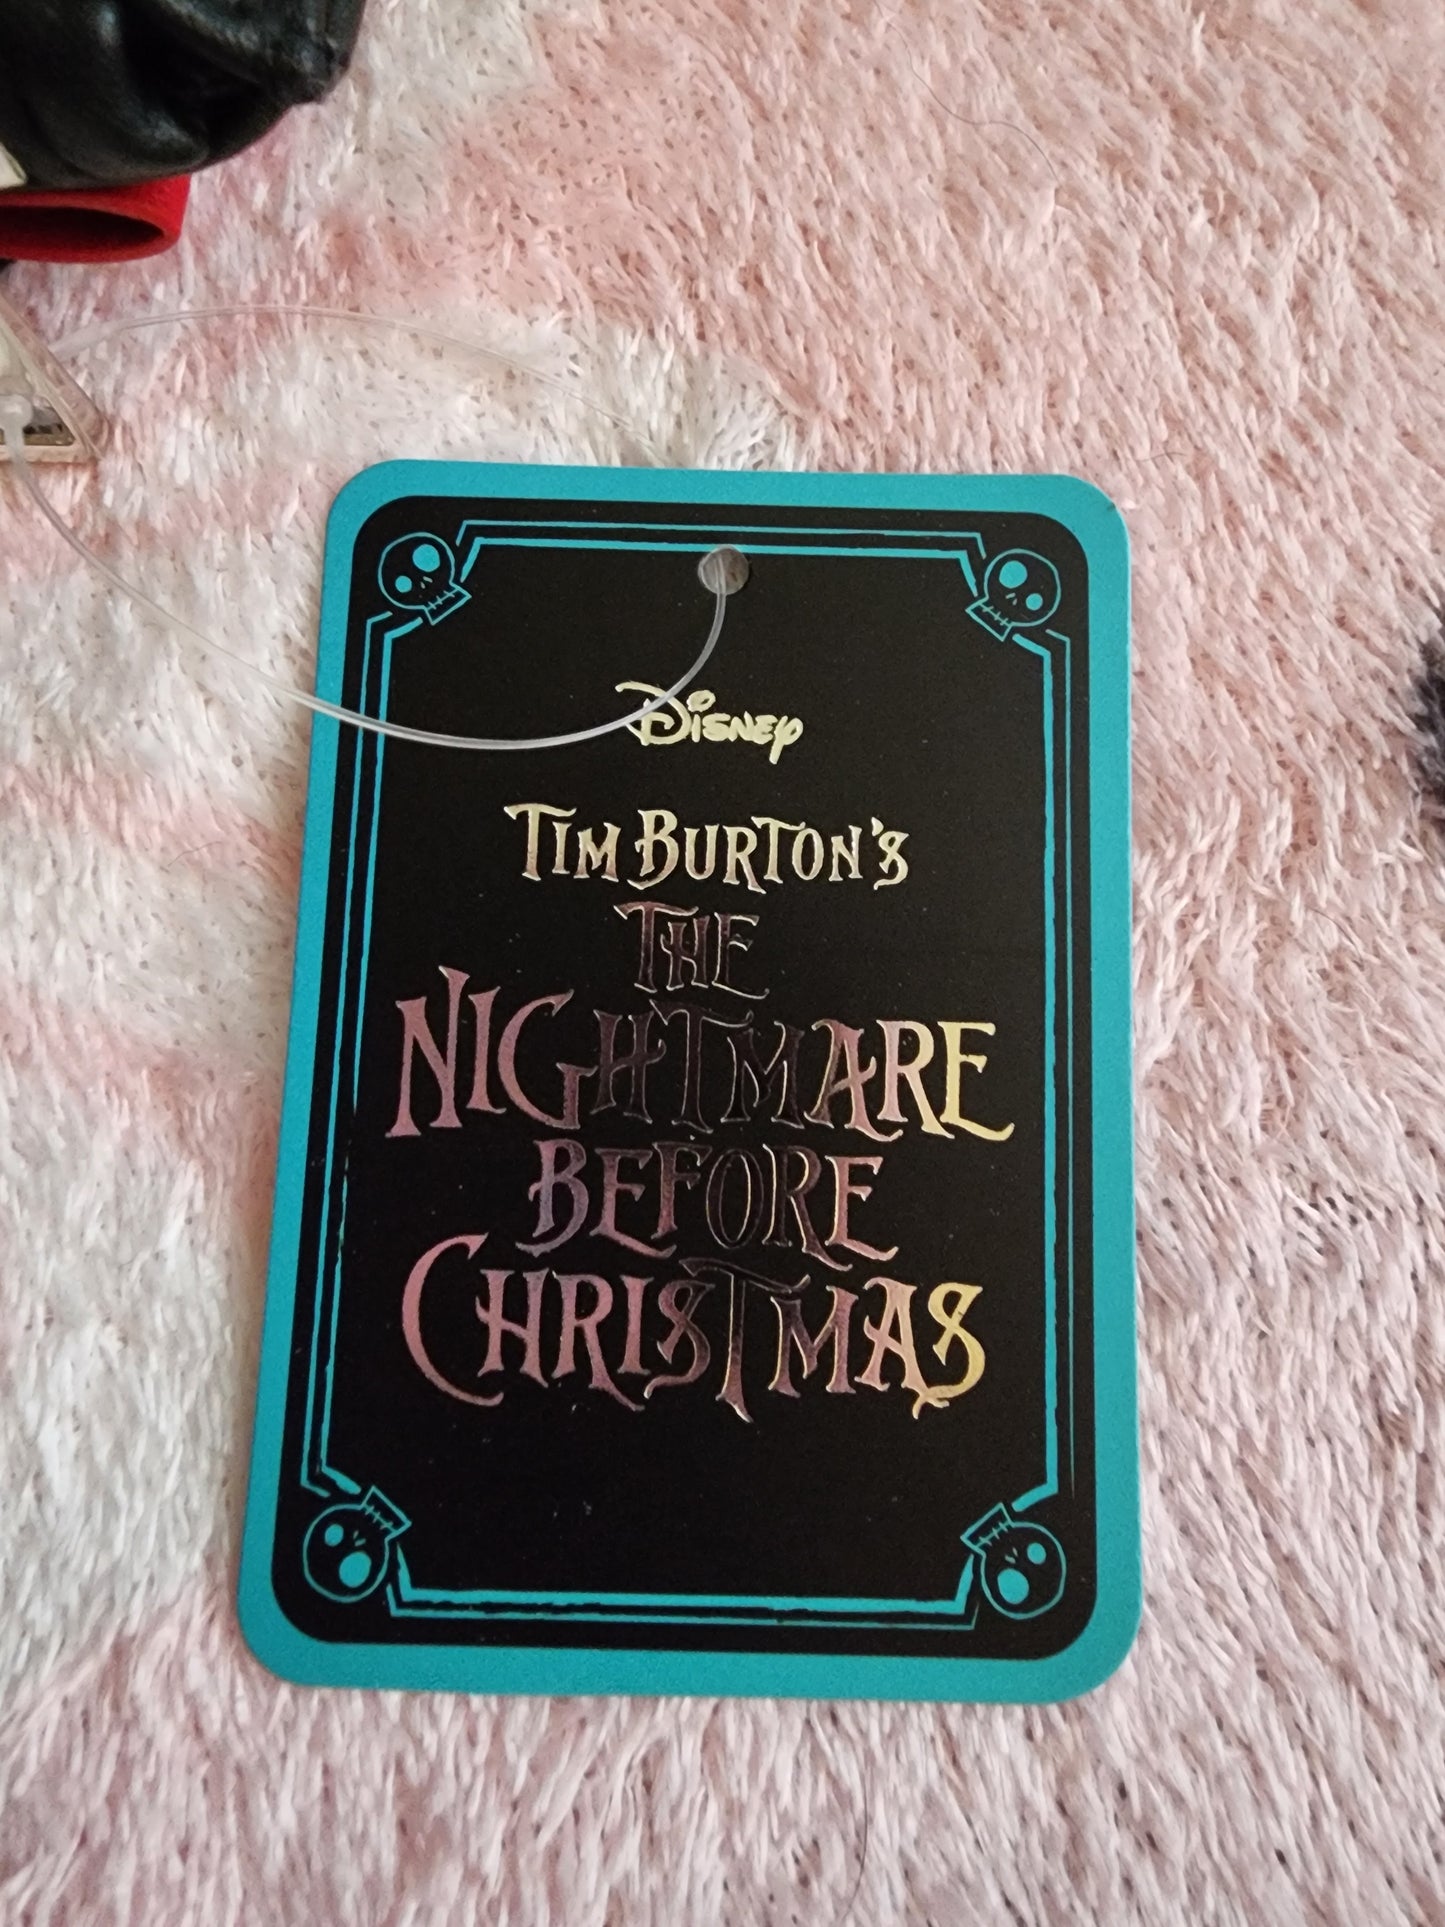 Disney
TIM BURTON'S
THE
NIGHTMARE
BEFORE
CHRISTMAS